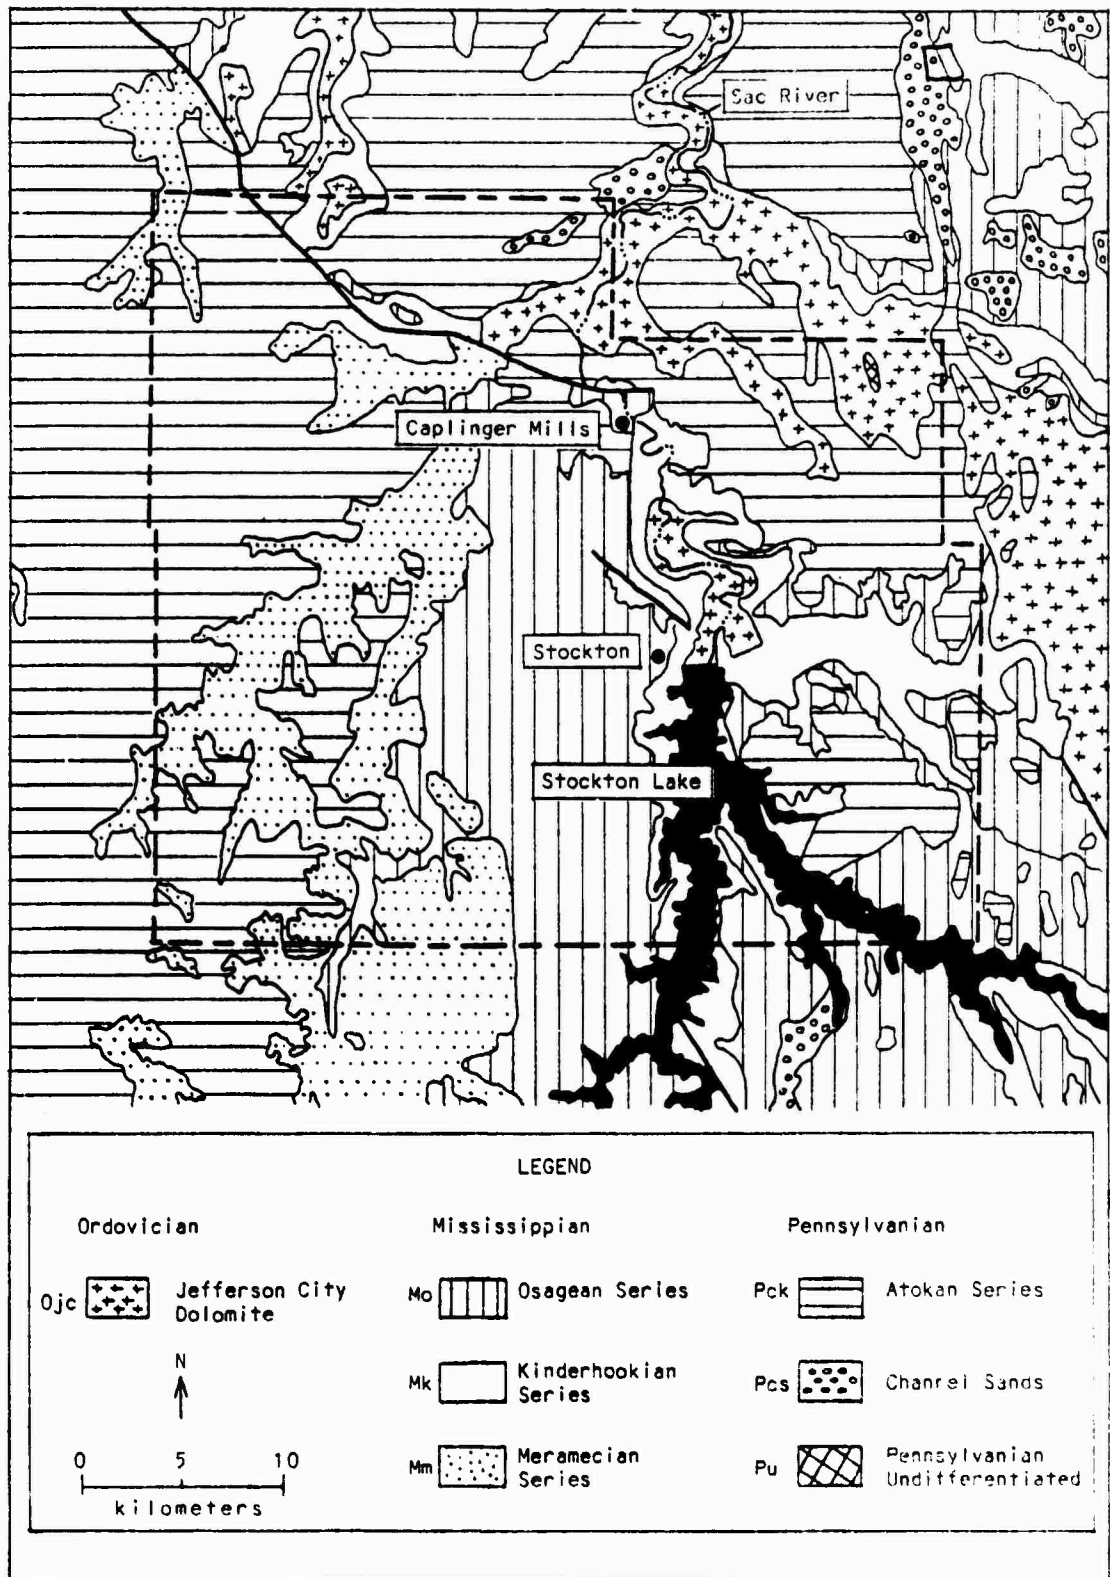 Sac River
Caplinger Mills
Stockton
Stockton Lake
LEGEND
Ordovician
Mississippian
Pennsylvanian
Ojc
Jefferson City
Dolomite
Mo
Osagean Series
Pck
Atokan Series
N
Mk
Kinderhookian
Series
Pcs
Channel Sands
0 5 10
kilometers
Mm
Meramecian
Series
Pu
Pennsylvanian
Undifferentiated